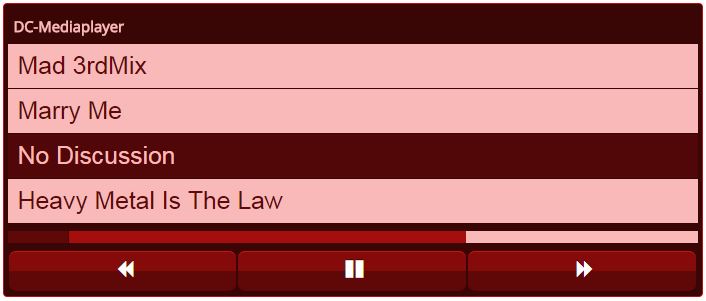 DC-Mediaplayer
Mad 3rdMix
Marry Me
No Discussion
Heavy Metal Is The Law